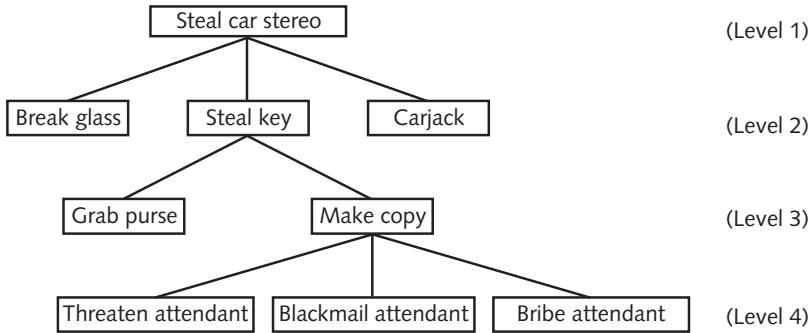 Steal car stereo (Level 1)
Break glass Steal key Carjack (Level 2)
Grab purse Make copy (Level 3)
Threaten attendant Blackmail attendant Bribe attendant (Level 4)